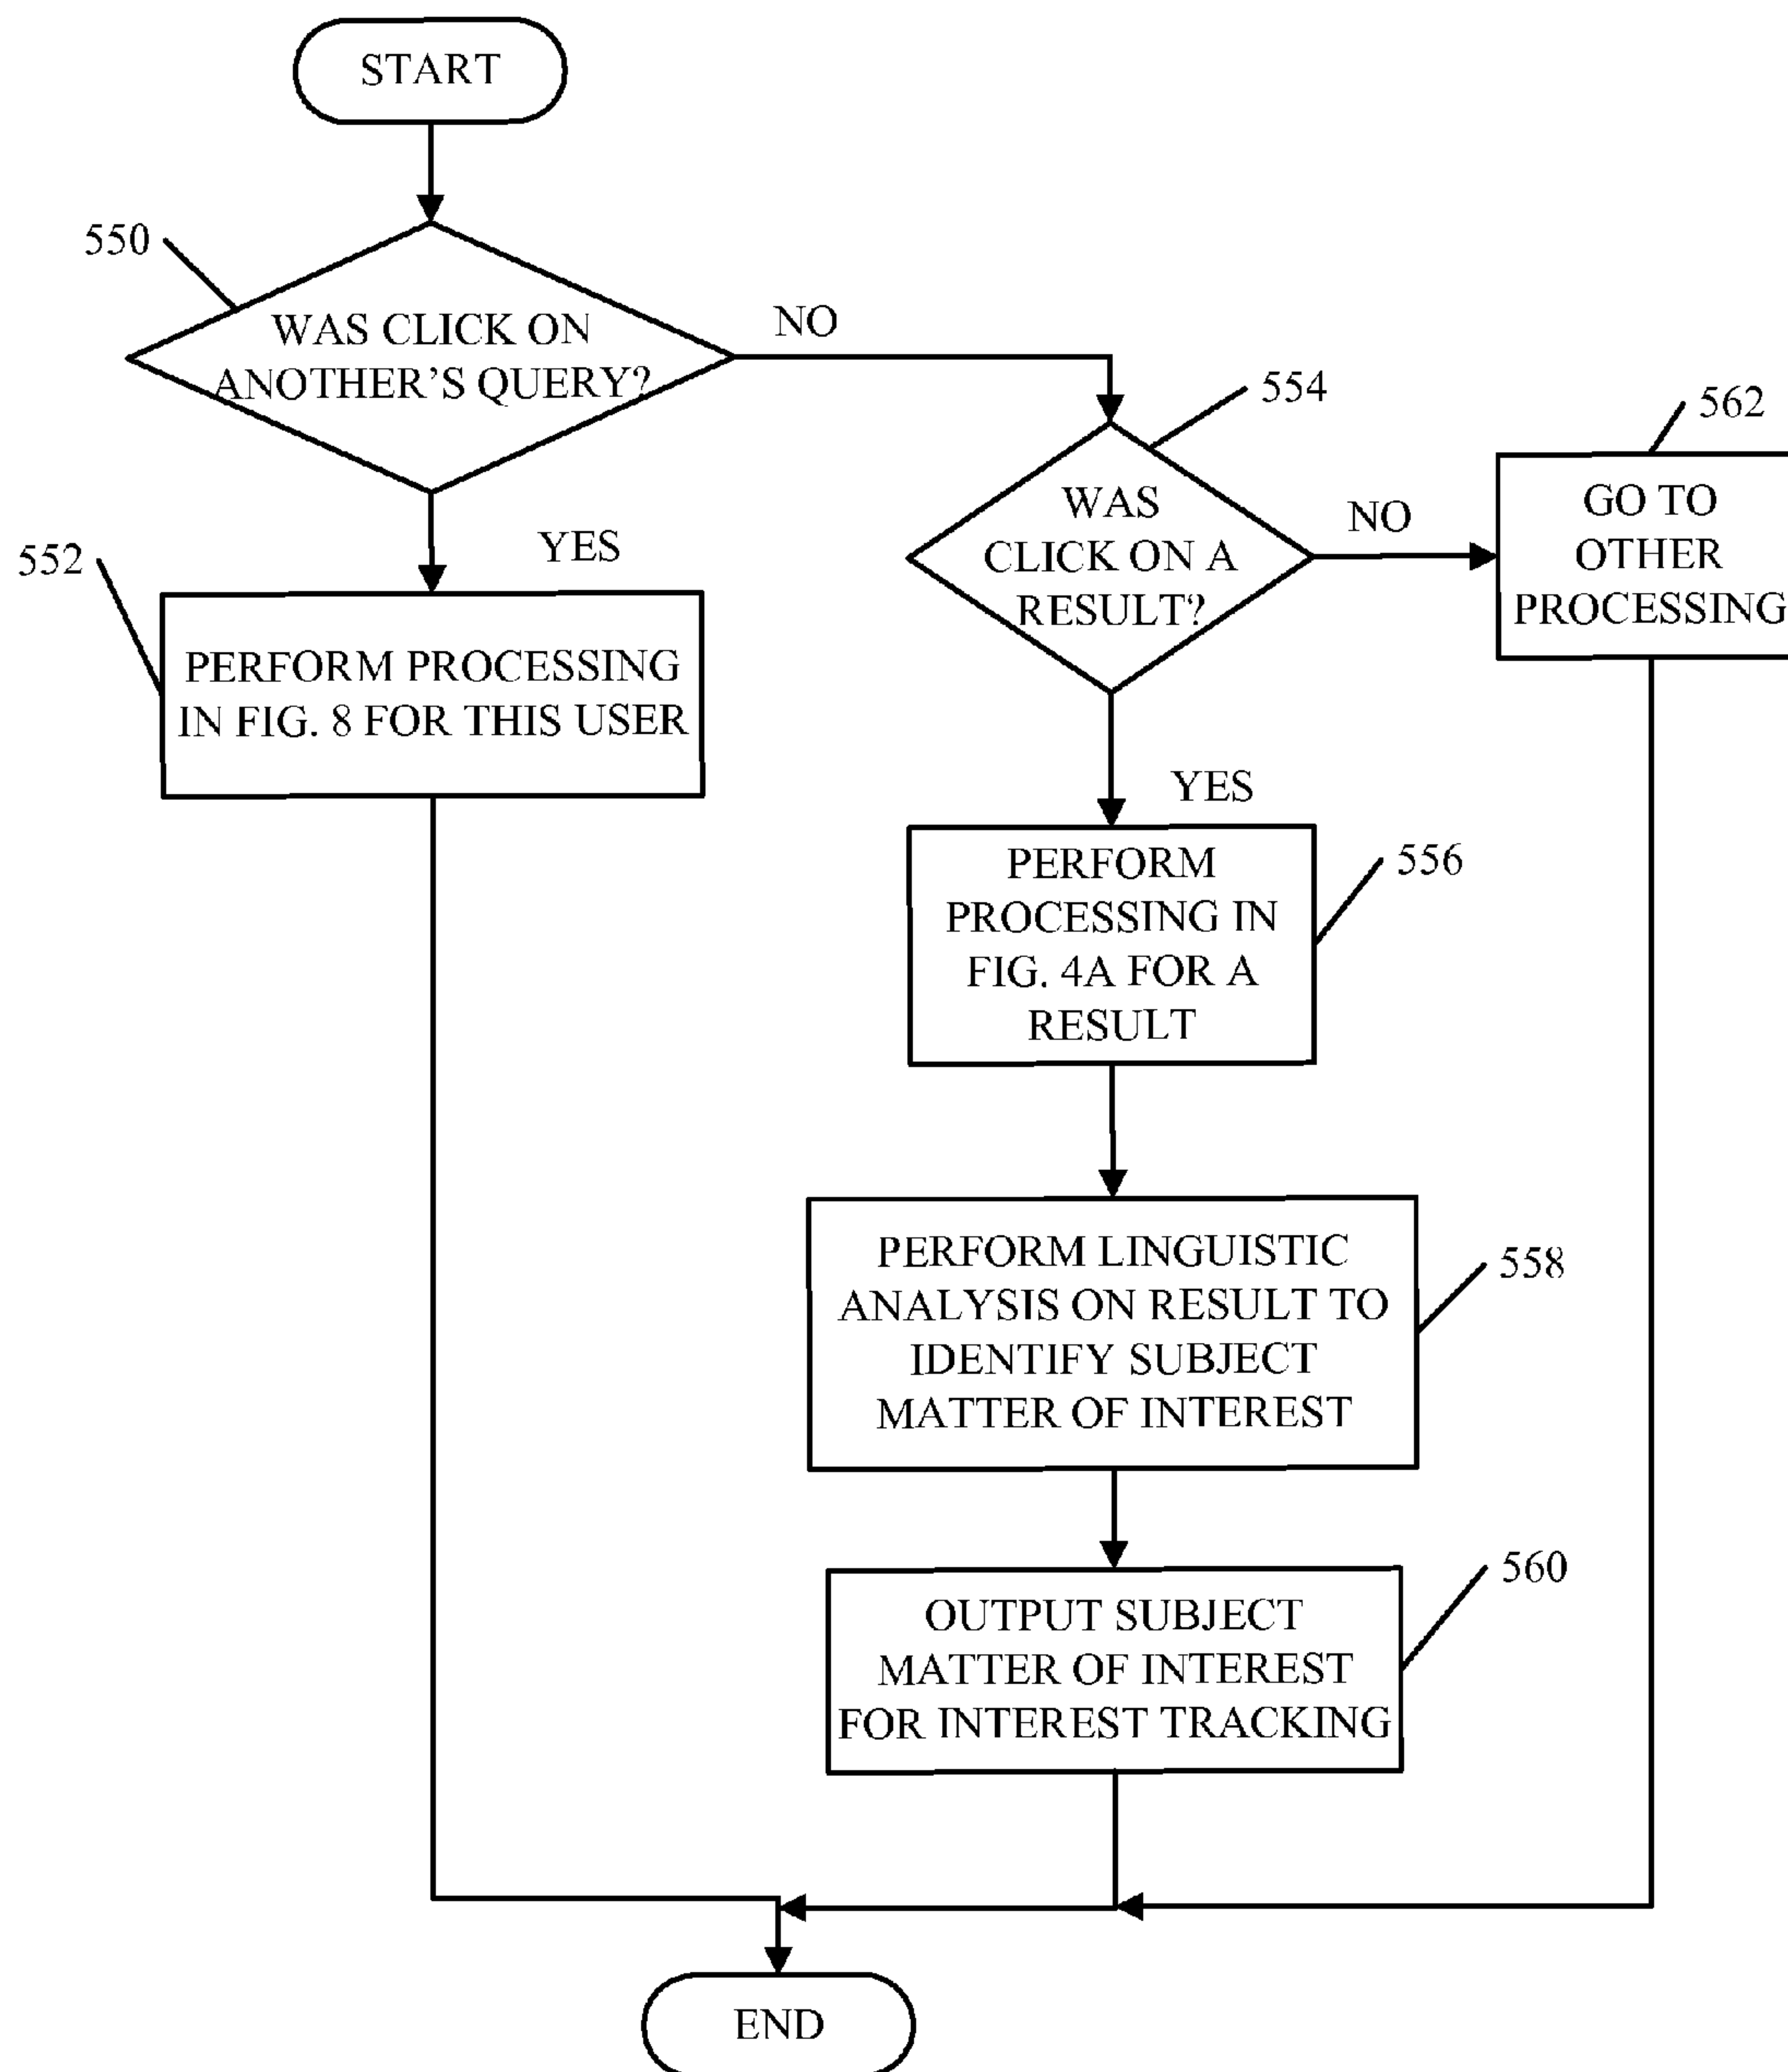 START
550
WAS CLICK ON
ANOTHER'S QUERY?
NO
554
562
WAS
CLICK ON A
RESULT?
NO
GO TO
OTHER
PROCESSING
YES
552
PERFORM PROCESSING
IN FIG. 8 FOR THIS USER
YES
PERFORM
PROCESSING IN
FIG. 4A FOR A
RESULT
556
PERFORM LINGUISTIC
ANALYSIS ON RESULT TO
IDENTIFY SUBJECT
MATTER OF INTEREST
558
OUTPUT SUBJECT
MATTER OF INTEREST
FOR INTEREST TRACKING
560
END